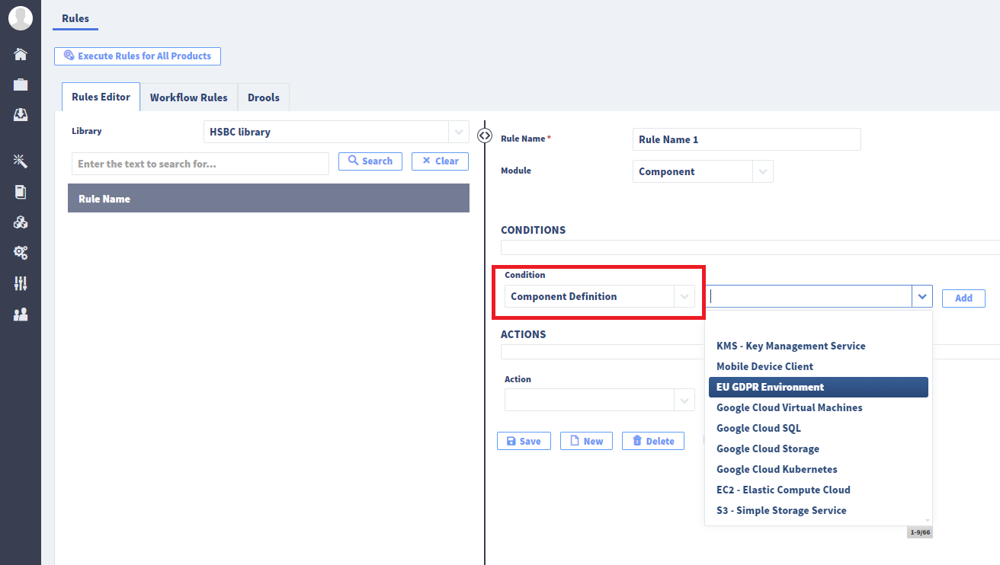 Rules
Execute Rules for All Products
Rules Editor
Workflow Rules
Drools
Library
HSBC library
Enter the text to search for...
Search
Clear
Rule Name
Rule Name *
Rule Name 1
Module
Component
CONDITIONS
Condition
Component Definition
Add
KMS - Key Management Service
Mobile Device Client
EU GDPR Environment
Google Cloud Virtual Machines
Google Cloud SQL
Google Cloud Storage
Google Cloud Kubernetes
EC2 - Elastic Compute Cloud
S3 - Simple Storage Service
1-9/66
ACTIONS
Action
Save
New
Delete